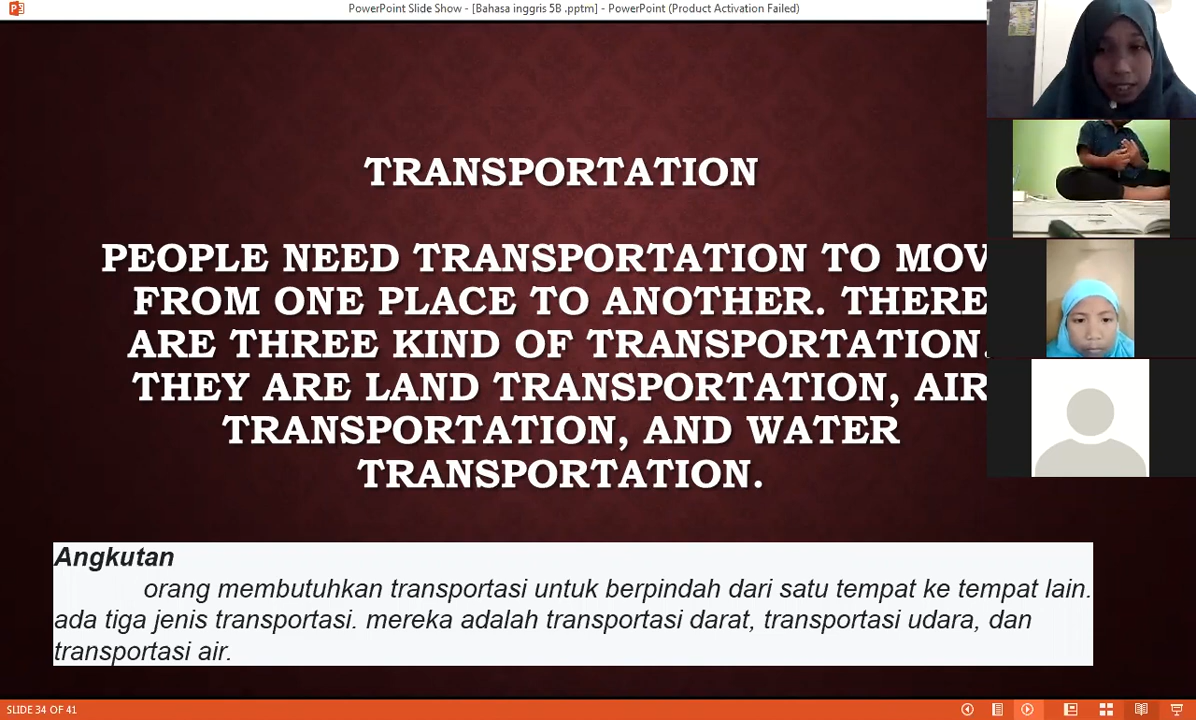 PowerPoint Slide Show - [Bahasa inggris 5B .pptm] - PowerPoint (Product Activation Failed)
TRANSPORTATION
PEOPLE NEED TRANSPORTATION TO MOV
FROM ONE PLACE TO ANOTHER. THERE
ARE THREE KIND OF TRANSPORTATION.
THEY ARE LAND TRANSPORTATION, AIR
TRANSPORTATION, AND WATER
TRANSPORTATION.
Angkutan
orang membutuhkan transportasi untuk berpindah dari satu tempat ke tempat lain.
ada tiga jenis transportasi. mereka adalah transportasi darat, transportasi udara, dan
transportasi air.
SLIDE 34 OF 41